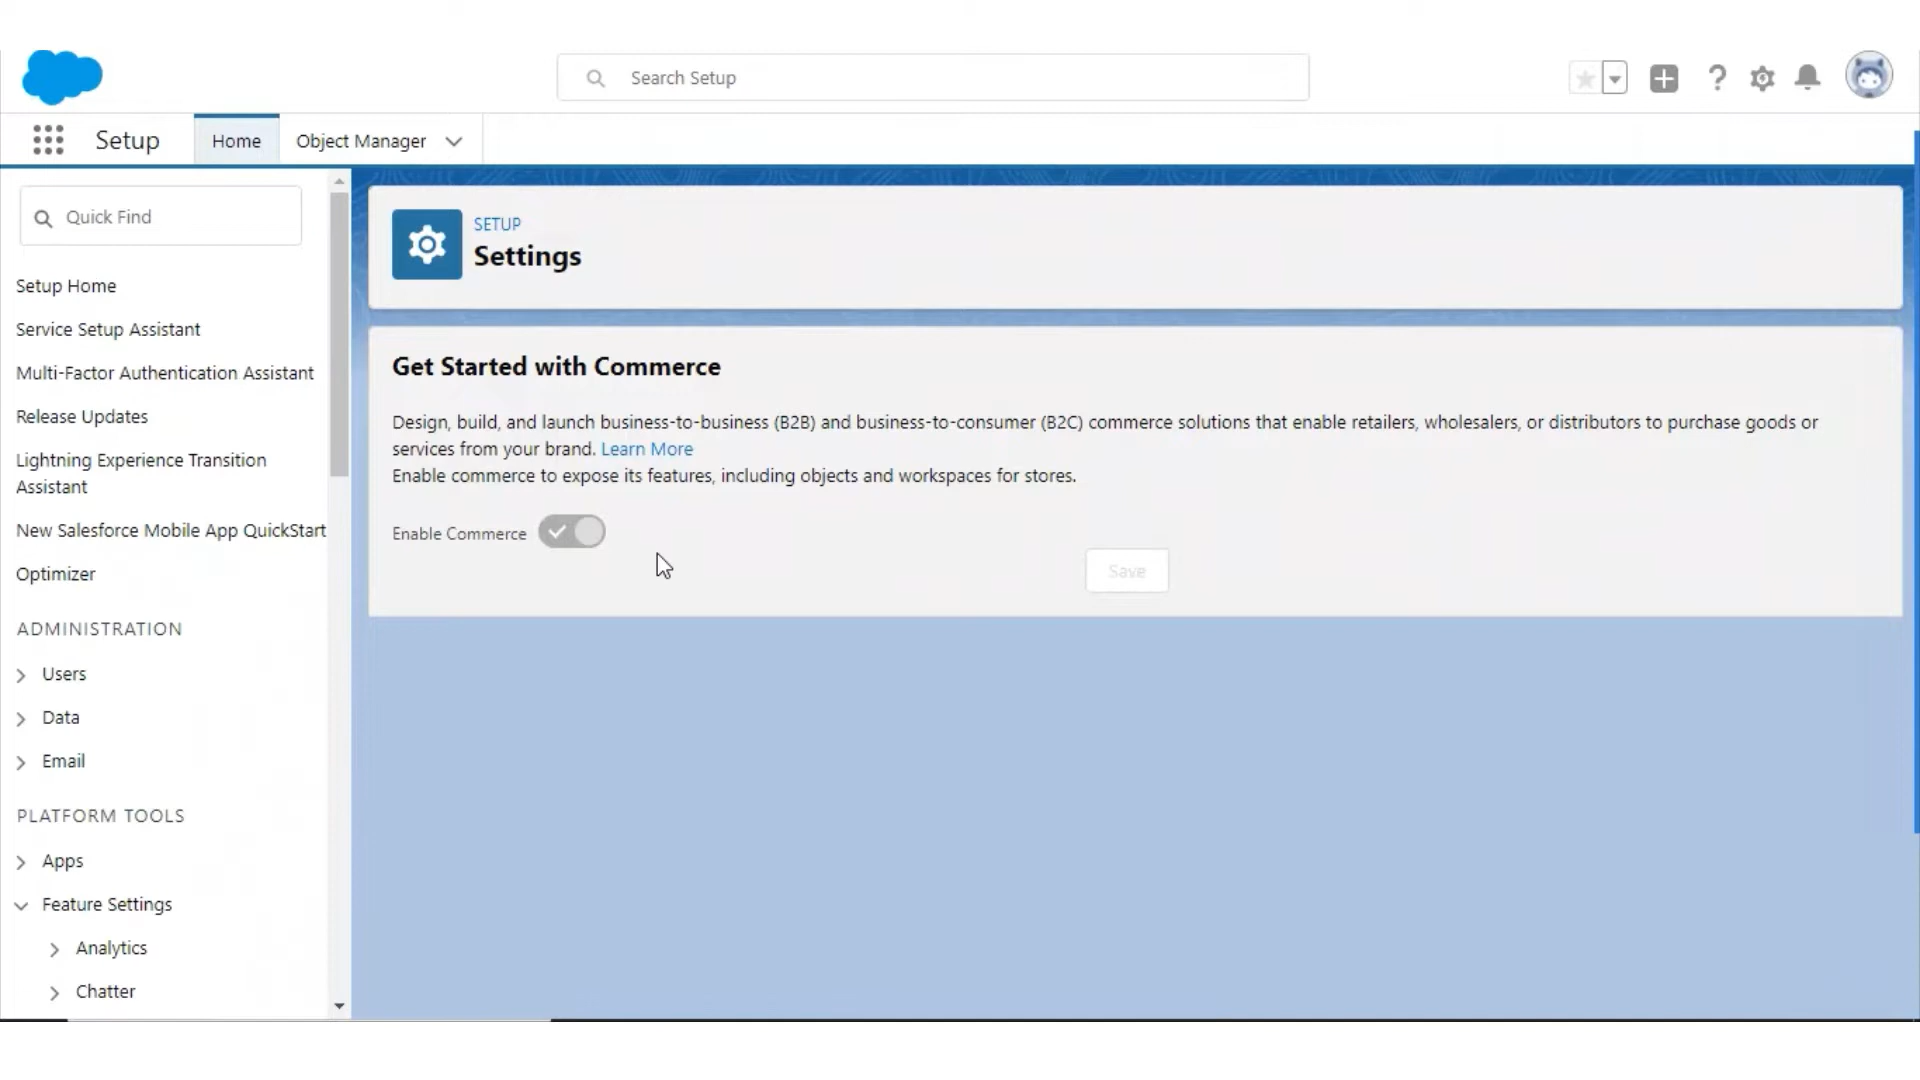 Search Setup
Setup
Home
Object Manager
Quick Find
Setup Home
Service Setup Assistant
Multi-Factor Authentication Assistant
Release Updates
Lightning Experience Transition
Assistant
New Salesforce Mobile App QuickStart
Optimizer
ADMINISTRATION
Users
Data
Email
PLATFORM TOOLS
Apps
Feature Settings
Analytics
Chatter
SETUP
Settings
Get Started with Commerce
Design, build, and launch business-to-business (B2B) and business-to-consumer (B2C) commerce solutions that enable retailers, wholesalers, or distributors to purchase goods or
services from your brand. Learn More
Enable commerce to expose its features, including objects and workspaces for stores.
Enable Commerce
Save